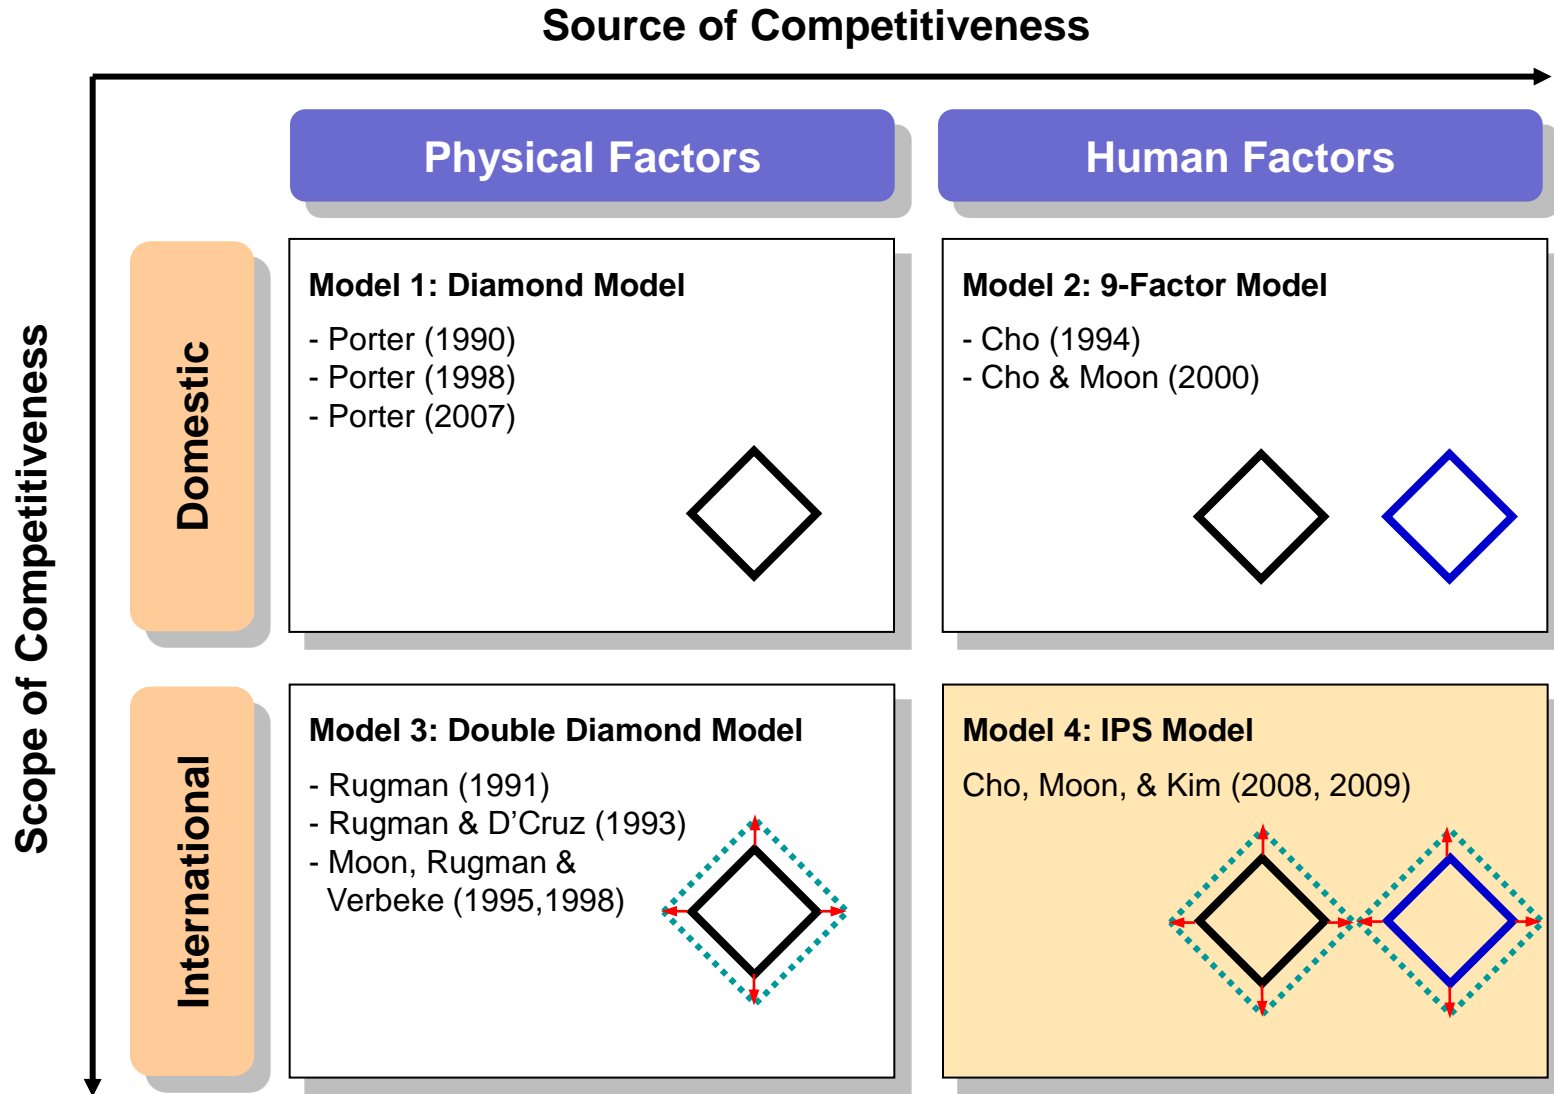 Source of Competitiveness
Physical Factors
Human Factors
Scope of Competitiveness
Domestic
Model 1: Diamond Model
- Porter (1990)
- Porter (1998)
- Porter (2007)
Model 2: 9-Factor Model
- Cho (1994)
- Cho & Moon (2000)
International
Model 3: Double Diamond Model
- Rugman (1991)
- Rugman & D'Cruz (1993)
- Moon, Rugman &
Verbeke (1995,1998)
Model 4: IPS Model
Cho, Moon, & Kim (2008, 2009)